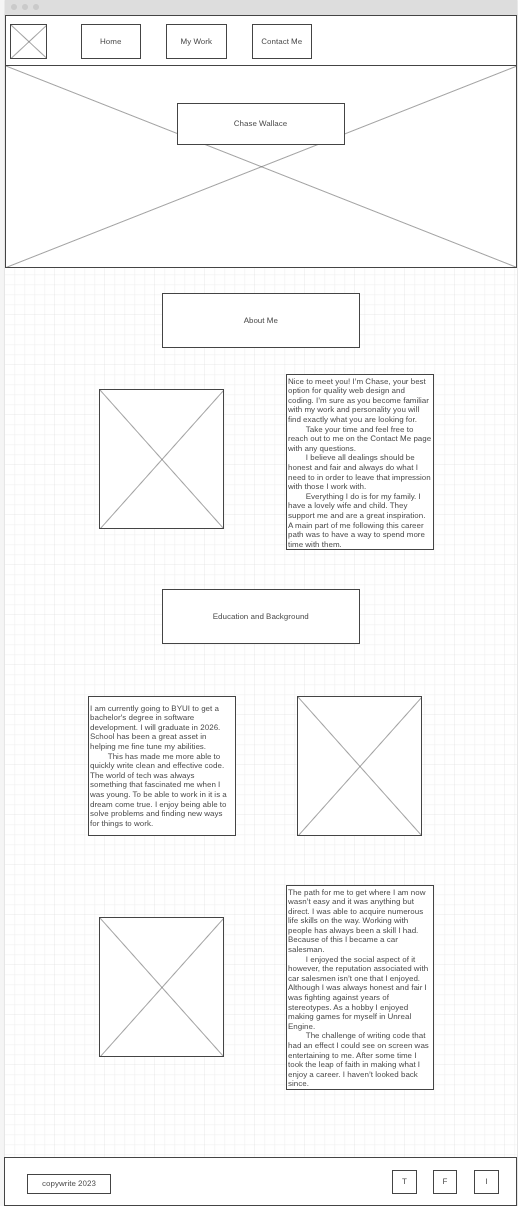 Home
My Work
Contact Me
Chase Wallace
About Me
Nice to meet you! I'm Chase, your best
option for quality web design and
coding. I'm sure as you become familiar
with my work and personality you will
find exactly what you are looking for.
Take your time and feel free to
reach out to me on the Contact Me page
with any questions.
I believe all dealings should be
honest and fair and always do what I
need to in order to leave that impression
with those I work with.
Everything I do is for my family. I
have a lovely wife and child. They
support me and are a great inspiration.
A main part of me following this career
path was to have a way to spend more
time with them.
Education and Background
I am currently going to BYUI to get a
bachelor's degree in software
development. I will graduate in 2026.
School has been a great asset in
helping me fine tune my abilities.
This has made me more able to
quickly write clean and effective code.
The world of tech was always
something that fascinated me when I
was young. To be able to work in it is a
dream come true. I enjoy being able to
solve problems and finding new ways
for things to work.
The path for me to get where I am now
wasn't easy and it was anything but
direct. I was able to acquire numerous
life skills on the way. Working with
people has always been a skill I had.
Because of this I became a car
salesman.
I enjoyed the social aspect of it
however, the reputation associated with
car salesmen isn't one that I enjoyed.
Although I was always honest and fair I
was fighting against years of
stereotypes. As a hobby I enjoyed
making games for myself in Unreal
Engine.
The challenge of writing code that
had an effect I could see on screen was
entertaining to me. After some time I
took the leap of faith in making what I
enjoy a career. I haven't looked back
since.
copywrite 2023
T
F
I